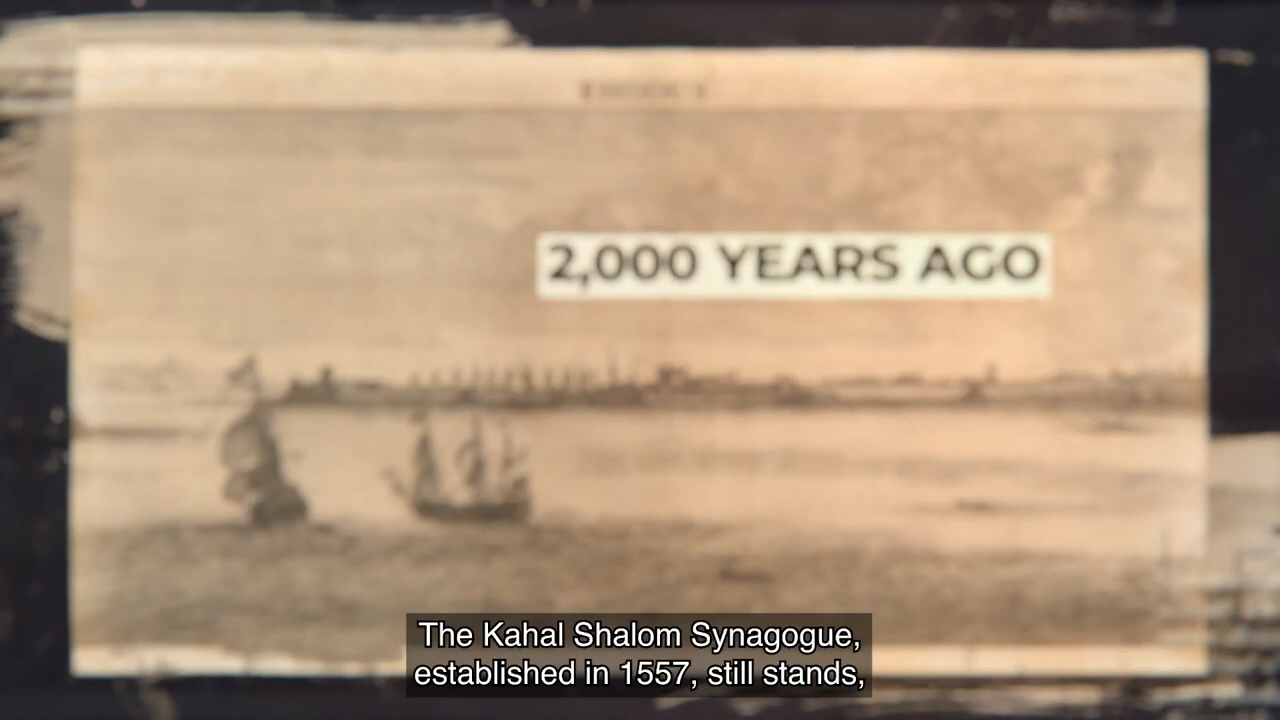 2,000 YEARS AGO
The Kahal Shalom Synagogue,
established in 1557, still stands,